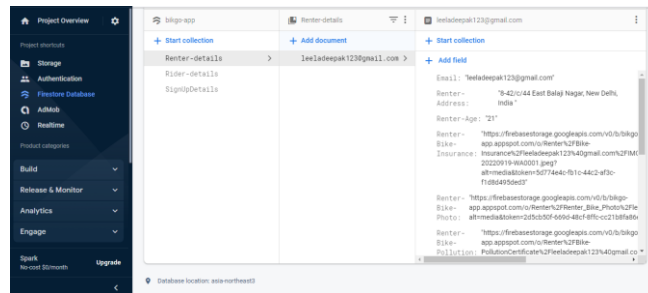 Project Overview
bikgo-app
Renter-details
leeladeepak123@gmail.com
Project shortcuts
Storage
Authentication
Firestore Database
AdMob
Realtime
Product categories
Build
Release & Monitor
Analytics
Engage
Spark
No-cost $0/month
Upgrade
+ Start collection
Renter-details
Rider-details
SignUpDetails
+ Add document
leeladeepak123@gmail.com
+ Start collection
+ Add field
Email: "leeladeepak123@gmail.com"
Renter- "8-42/c/44 East Balaji Nagar, New Delhi,
Address: India "
Renter-Age: "21"
Renter- "https://firebasestorage.googleapis.com/v0/b/bikgo-
Bike- app.appspot.com/o/Renter%2FBike-
Insurance: Insurance%2Fleeladeepak123%40gmail.com%2FIMG
20220919-WA0001.jpeg?
alt=media&token=5d774e4c-fb1c-44c2-af3c-
f1d8d495ded3"
Renter- "https://firebasestorage.googleapis.com/v0/b/bikgo-
Bike- app.appspot.com/o/Renter%2FRenter_Bike_Photo%2Fle
Photo: alt=media&token=2d5cb50f-669d-48cf-8ffc-cc21b8fa86
Renter- "https://firebasestorage.googleapis.com/v0/b/bikgo-
Bike- app.appspot.com/o/Renter%2FBike-
Pollution: PollutionCertificate%2Fleeladeepak123%40gmail.co
Database location: asia-northeast3